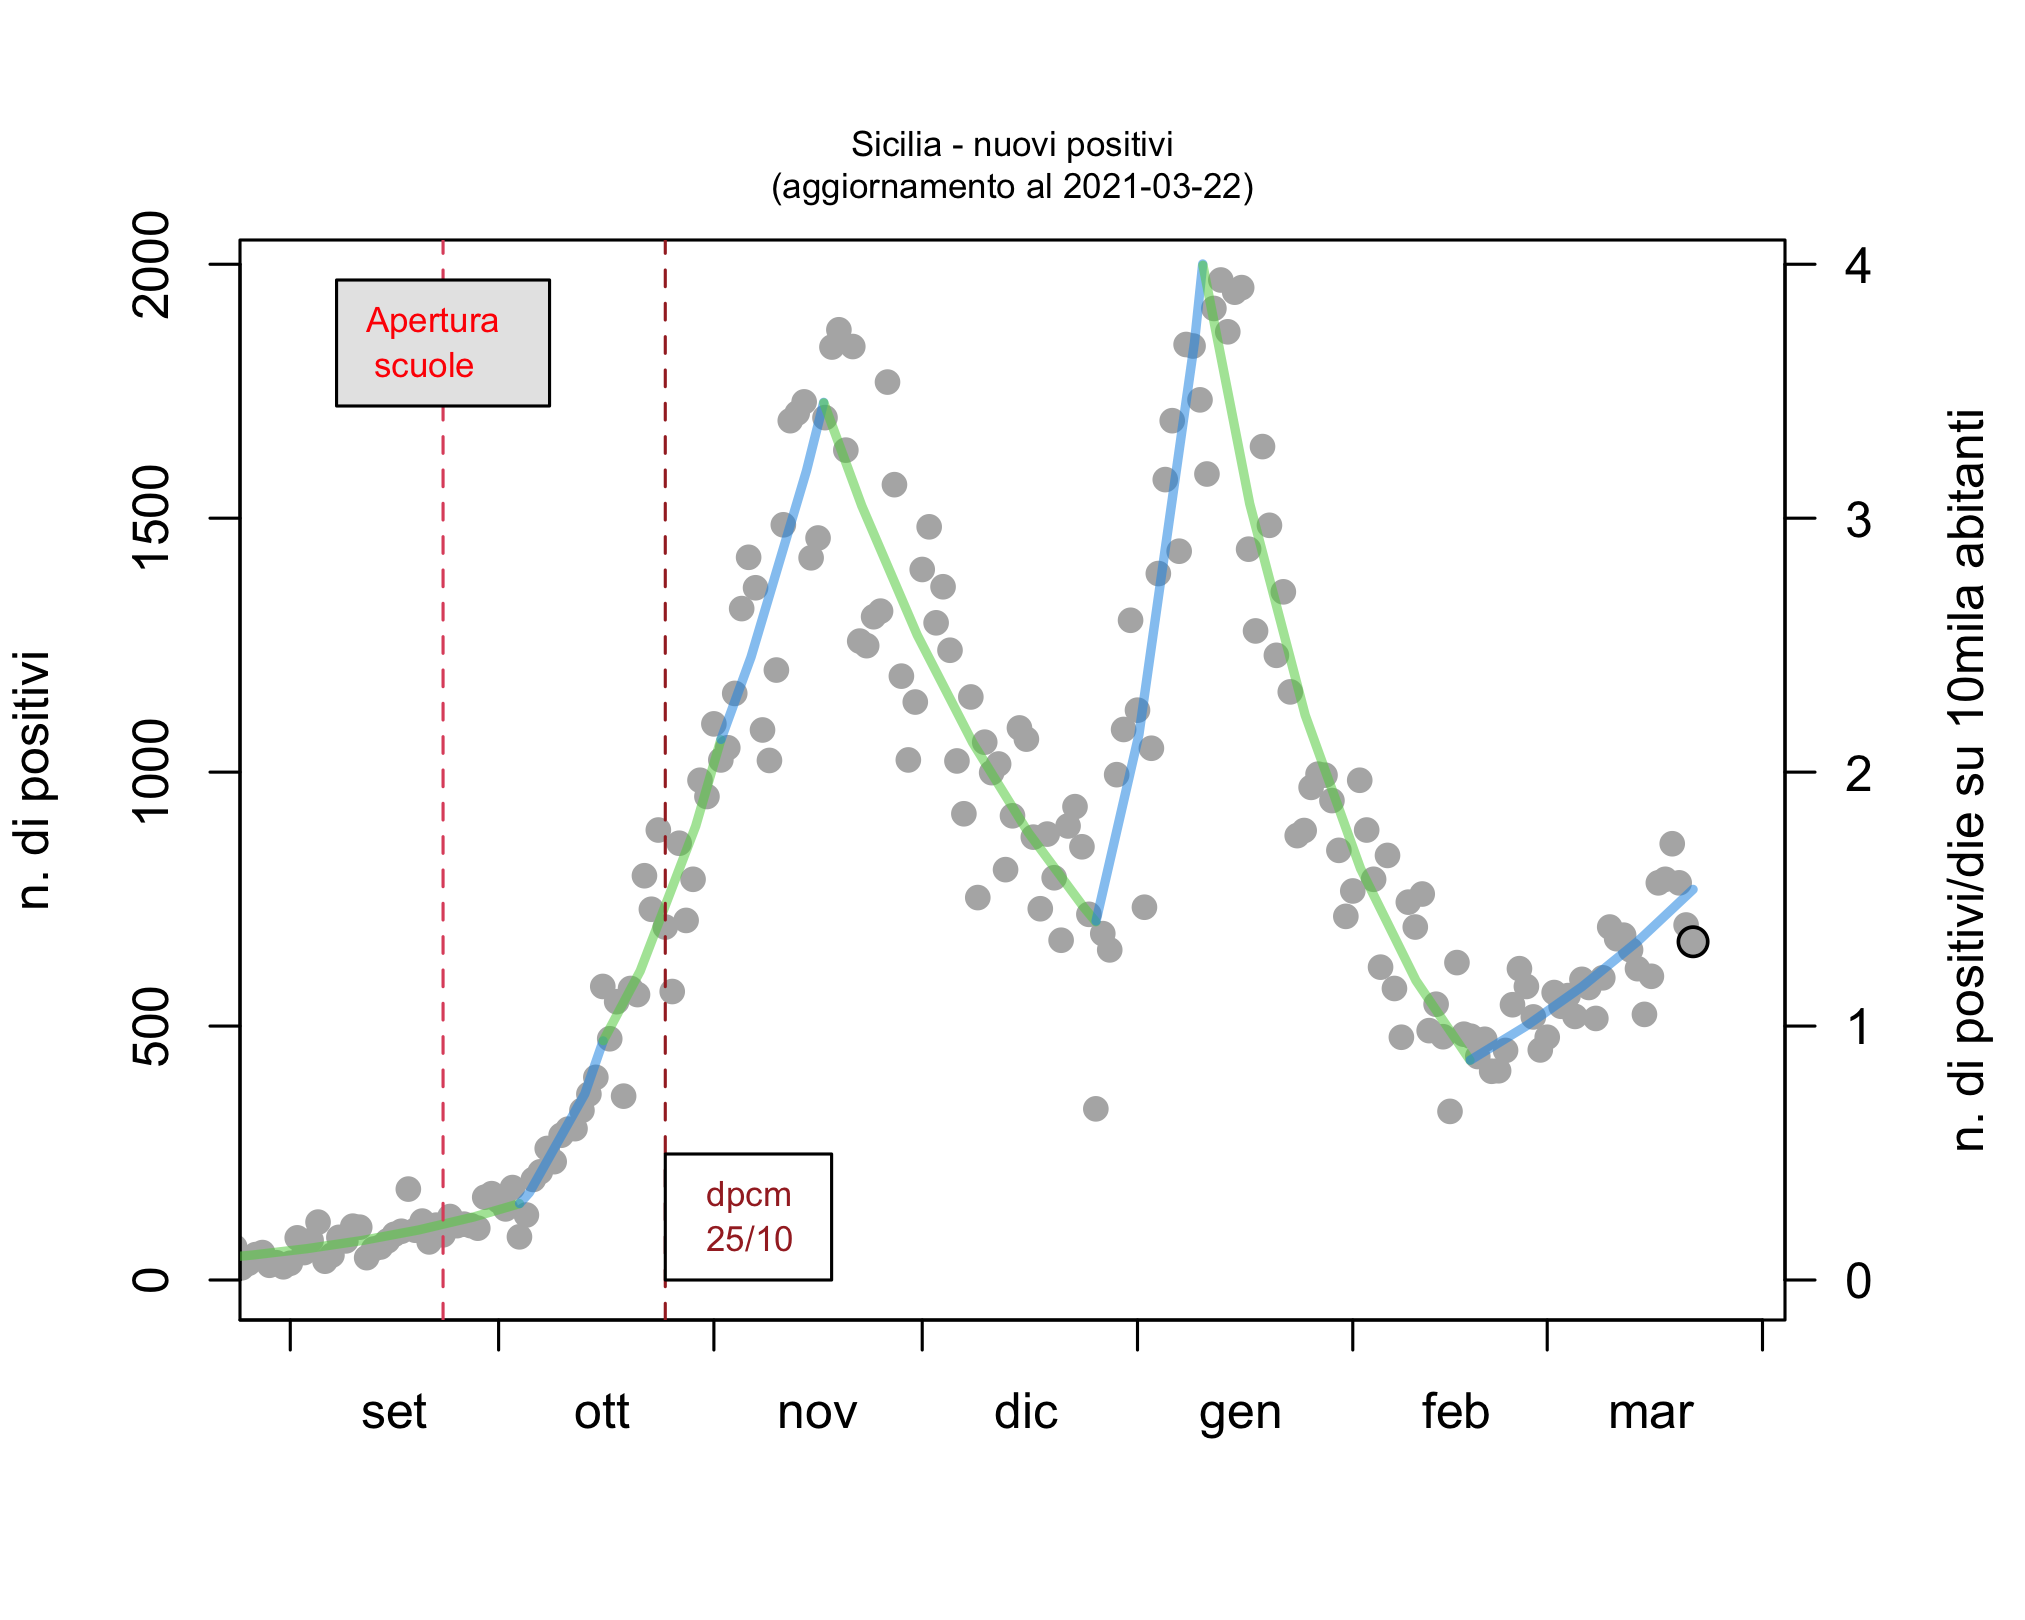 Sicilia - nuovi positivi
(aggiornamento al 2021-03-22)
n. di positivi
2000
1500
1000
500
0
Apertura
scuole
dpcm
25/10
4
3
2
1
0
n. di positivi/die su 10mila abitanti
set ott nov dic gen feb mar